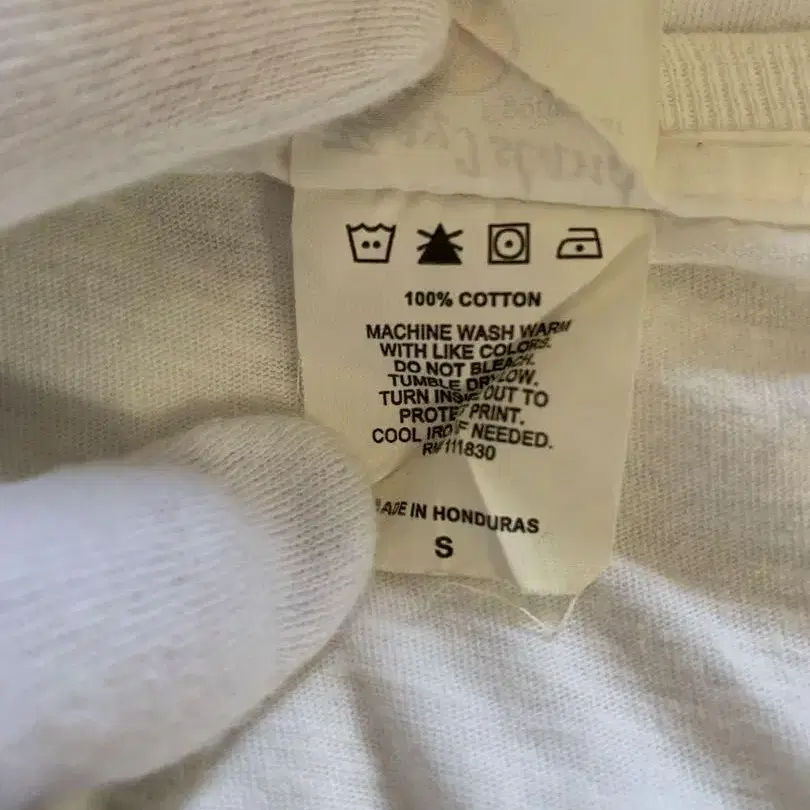 100% COTTON
MACHINE WASH WARM
WITH LIKE COLORS.
DO NOT BLEACH.
TUMBLE DRY LOW.
TURN INSIDE OUT TO
PROTECT PRINT.
COOL IRON IF NEEDED.
RN 111830
MADE IN HONDURAS
S